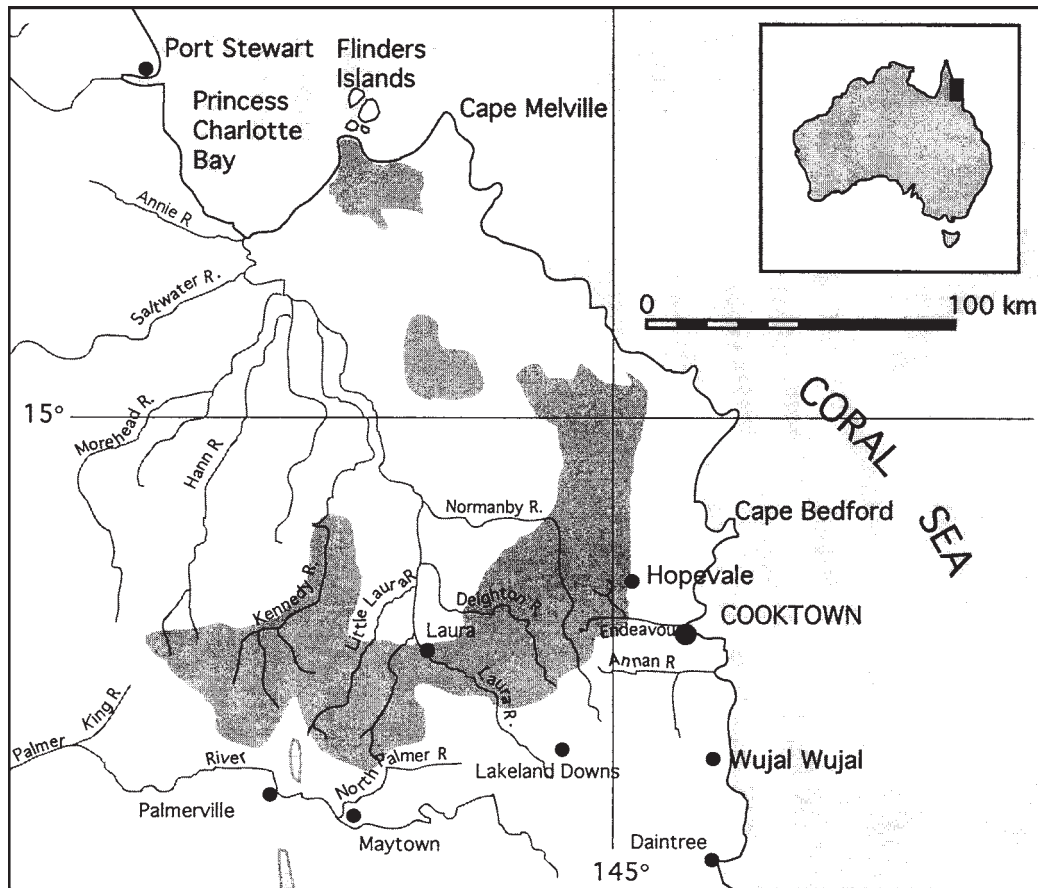 Port Stewart
Flinders
Islands
Princess
Charlotte
Bay
Cape Melville
Annie R
Saltwater R.
0
100 km
15°
Morehead R.
Hann R
CORAL
SEA
Normanby R.
Cape Bedford
Kennedy R.
Little Laura R
Deighton R.
Hopevale
COOKTOWN
Endeavour
Laura
Annan R
Laura R.
King R
Palmer
River
North Palmer R
Lakeland Downs
Wujal Wujal
Palmerville
Maytown
Daintree
145°